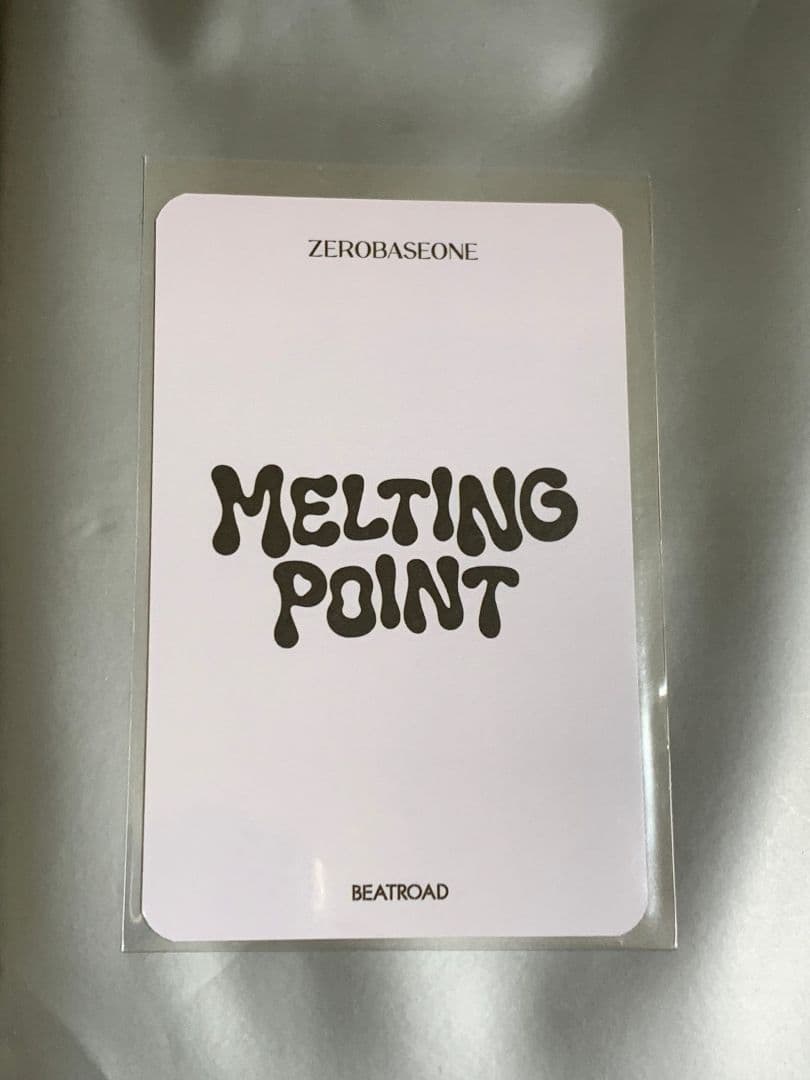 ZEROBASEONE
MELTING
POINT
BEATROAD